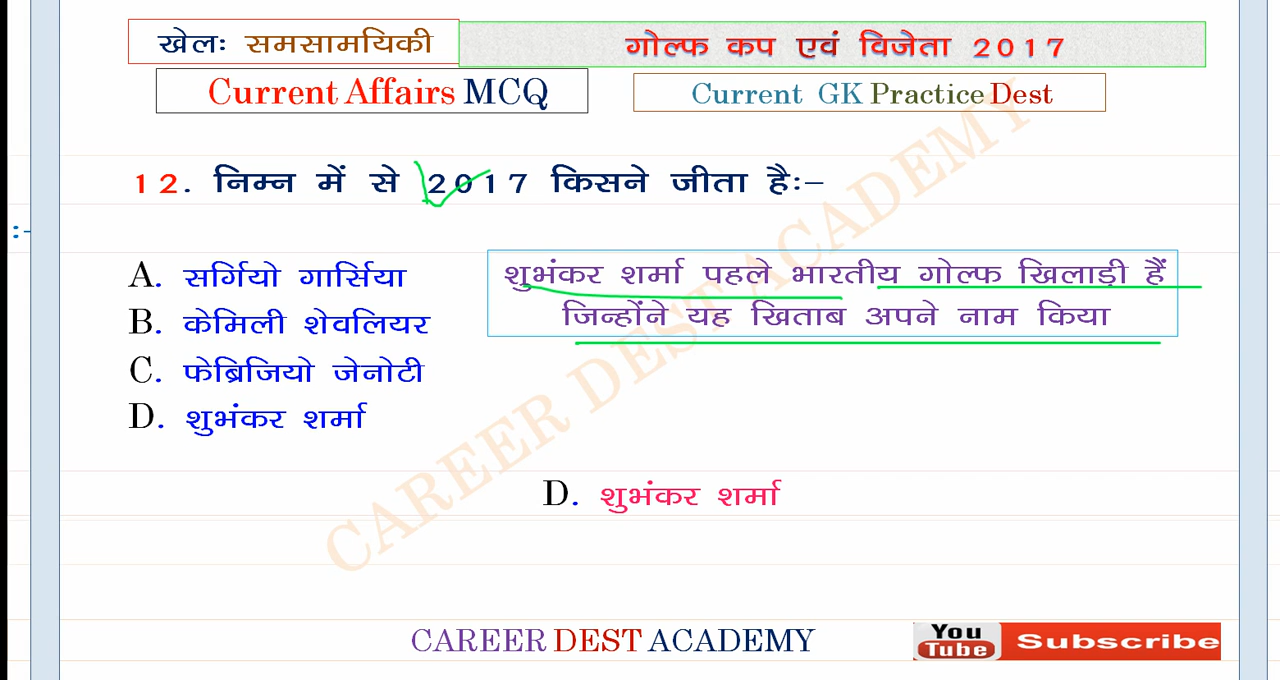 खेलः समसामयिकी
गोल्फ कप एवं विजेता 2017
Current Affairs MCQ
Current GK Practice Dest
12. निम्न में से 2017 किसने जीता हैः–
:-
A. सर्गियो गार्सिया
B. केमिली शेवलियर
C. फेब्रिजियो जेनोटी
D. शुभंकर शर्मा
शुभंकर शर्मा पहले भारतीय गोल्फ खिलाड़ी हैं
जिन्होंने यह खिताब अपने नाम किया
D. शुभंकर शर्मा
CAREER DEST ACADEMY
CAREER DEST ACADEMY
You Tube Subscribe